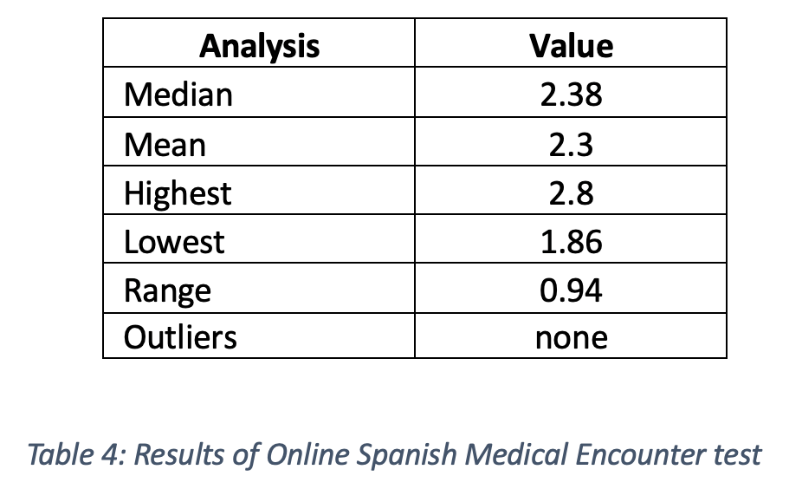 Analysis Value
Median 2.38
Mean 2.3
Highest 2.8
Lowest 1.86
Range 0.94
Outliers none
Table 4: Results of Online Spanish Medical Encounter test